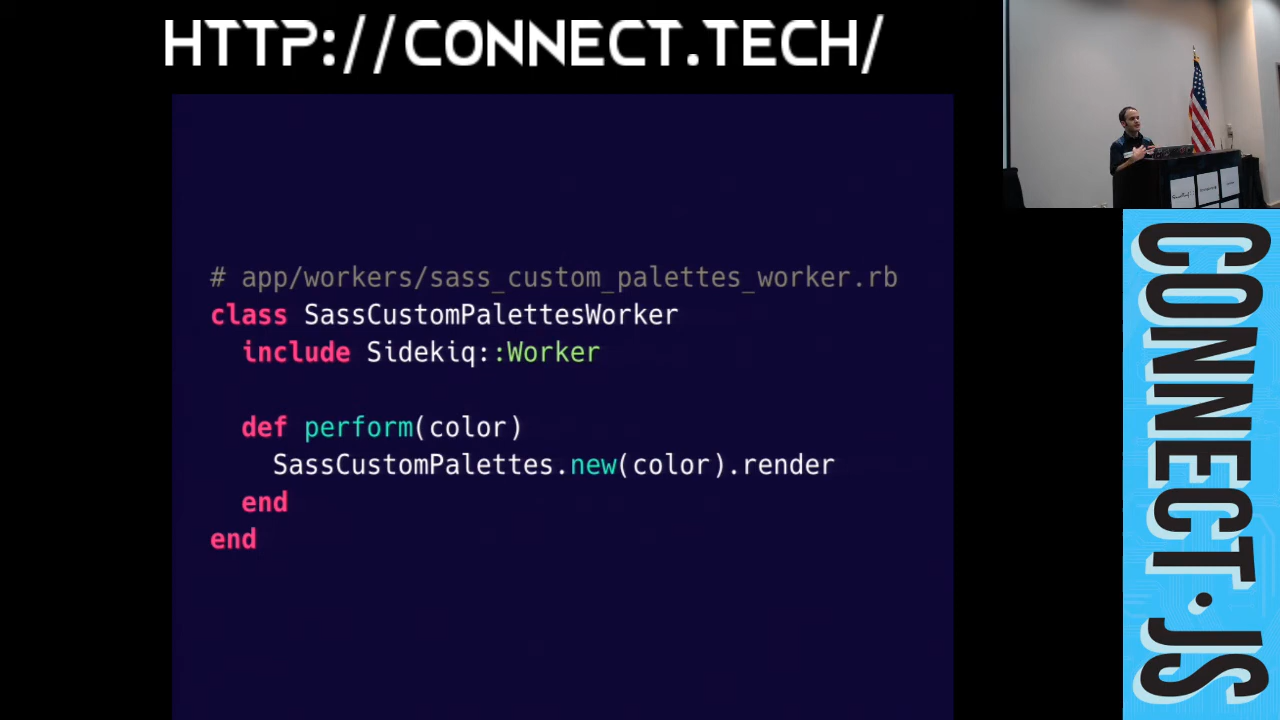 HTTP://CONNECT.TECH/
# app/workers/sass_custom_palettes_worker.rb
class SassCustomPalettesWorker
include Sidekiq::Worker
def perform(color)
SassCustomPalettes.new(color).render
end
end
CONNECT.JS